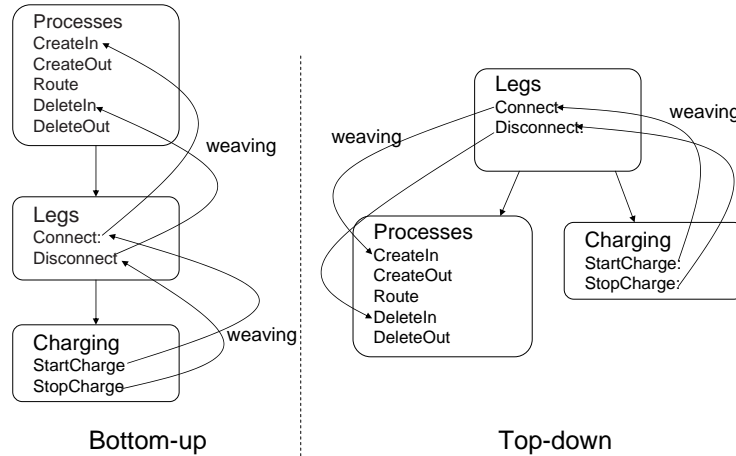 Processes
CreateIn
CreateOut
Route
DeleteIn
DeleteOut
weaving
Legs
Connect:
Disconnect
weaving
Charging
StartCharge
StopCharge
Bottom-up
Legs
Connect
Disconnect:
weaving
weaving
Processes
CreateIn
CreateOut
Route
DeleteIn
DeleteOut
Charging
StartCharge:
StopCharge:
Top-down